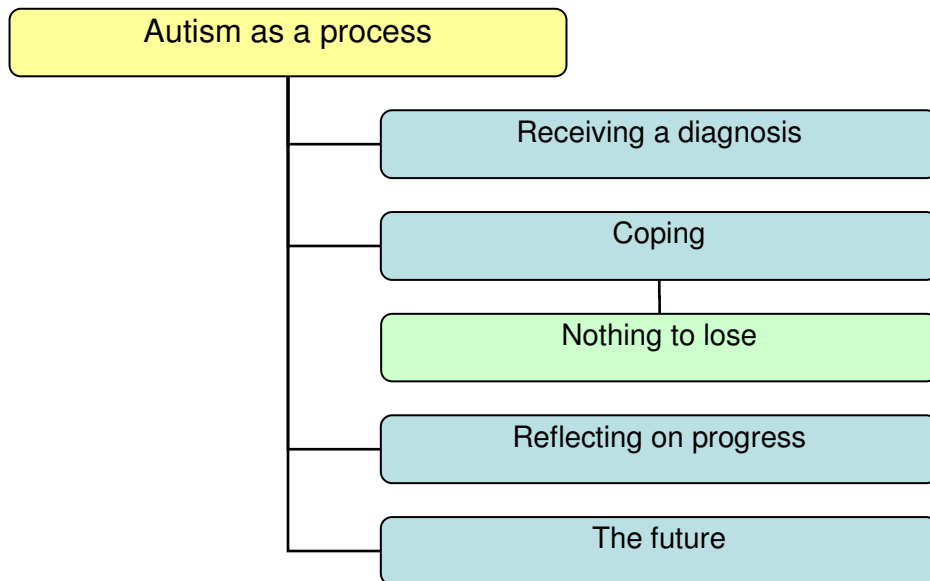 Autism as a process
Receiving a diagnosis
Coping
Nothing to lose
Reflecting on progress
The future